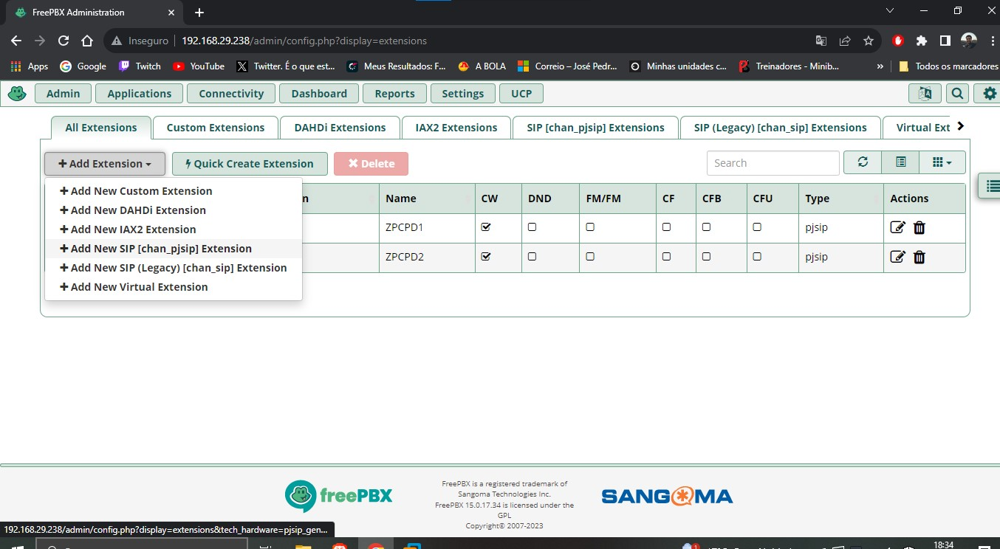 FreePBX Administration
Inseguro 192.168.29.238/admin/config.php?display=extensions
Apps Google Twitch YouTube Twitter. É o que est... Meus Resultados: F... A BOLA Correio – José Pedr... Minhas unidades c... Treinadores - Minib... » Todos os marcadores
Admin Applications Connectivity Dashboard Reports Settings UCP
All Extensions Custom Extensions DAHDi Extensions IAX2 Extensions SIP [chan_pjsip] Extensions SIP (Legacy) [chan_sip] Extensions Virtual Ext
Add Extension Quick Create Extension Delete Search
Add New Custom Extension
Add New DAHDi Extension
Add New IAX2 Extension
Add New SIP [chan_pjsip] Extension
Add New SIP (Legacy) [chan_sip] Extension
Add New Virtual Extension
n Name CW DND FM/FM CF CFB CFU Type Actions
ZPCPD1 pjsip
ZPCPD2 pjsip
freePBX
FreePBX is a registered trademark of
Sangoma Technologies Inc.
FreePBX 15.0.17.34 is licensed under the
GPL
Copyright© 2007-2023
SANGOMA
192.168.29.238/admin/config.php?display=extensions&tech_hardware=pjsip_gen...
18:34